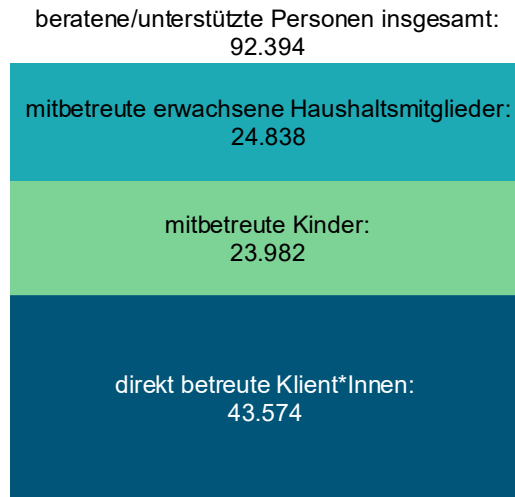 beratene/unterstützte Personen insgesamt:
92.394
mitbetreute erwachsene Haushaltsmitglieder:
24.838
mitbetreute Kinder:
23.982
direkt betreute Klient*Innen:
43.574